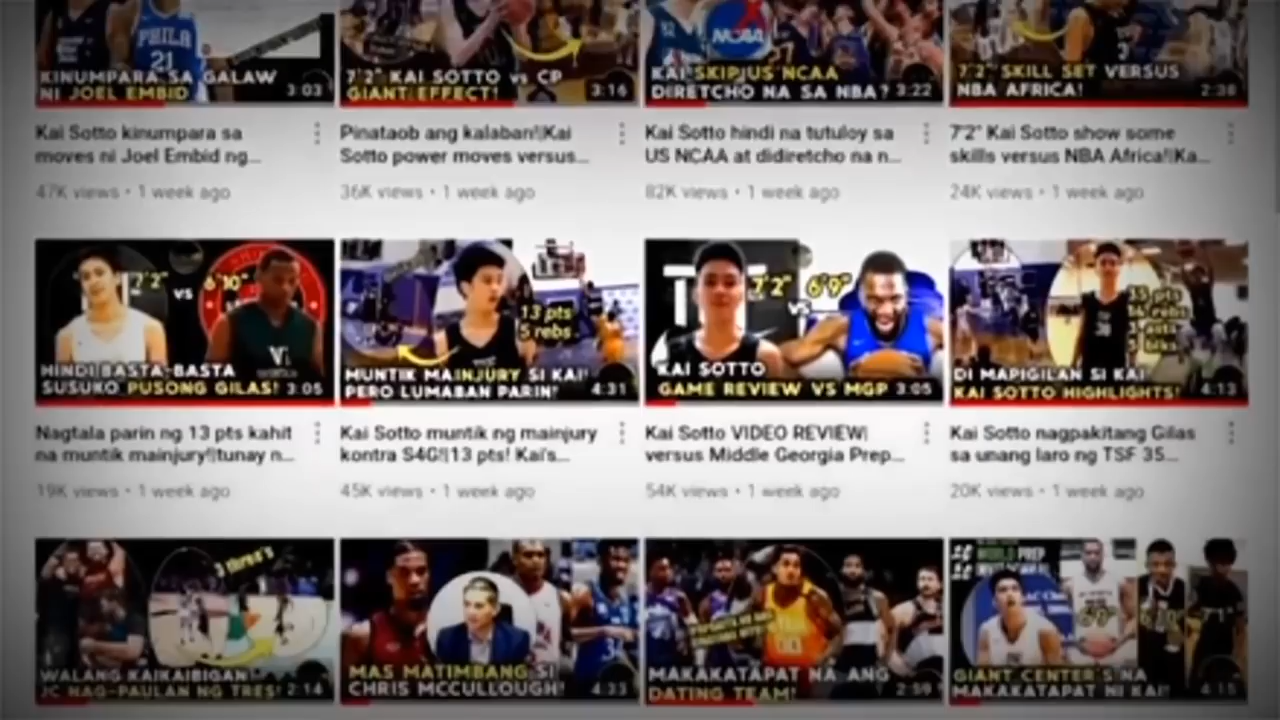 PHILA
21
KINUMPARA SA GALAW
NI JOEL EMBID
3:03
7'2" KAI SOTTO vs CP
GIANT EFFECT!
3:16
KAI SKIP US NCAA
DIRETCHO NA SA NBA?
3:22
7'2" SKILL SET VERSUS
NBA AFRICA!
2:38
Kai Sotto kinumpara sa
moves ni Joel Embid ng...
47K views • 1 week ago
Pinataob ang kalaban!|Kai
Sotto power moves versus...
36K views • 1 week ago
Kai Sotto hindi na tutuloy sa
US NCAA at didiretcho na n...
82K views • 1 week ago
7'2" Kai Sotto show some
skills versus NBA Africa!|Ka...
24K views • 1 week ago
7'2"
vs
6'10"
HINDI BASTA-BASTA
SUSUKO PUSONG GILAS!
3:05
13 pts
5 rebs
MUNTIK MAINJURY SI KAI!
PERO LUMABAN PARIN!
4:31
7'2"
vs
6'9"
KAI SOTTO
GAME REVIEW VS MGP
3:05
DI MAPIGILAN SI KAI
KAI SOTTO HIGHLIGHTS!
4:13
Nagtala parin ng 13 pts kahit
na muntik mainjury!|tunay n...
19K views • 1 week ago
Kai Sotto muntik ng mainjury
kontra S4G!|13 pts! Kai's...
45K views • 1 week ago
Kai Sotto VIDEO REVIEW|
versus Middle Georgia Prep...
54K views • 1 week ago
Kai Sotto nagpakitang Gilas
sa unang laro ng TSF 35...
20K views • 1 week ago
3 three's
WALANG KAIKAIBIGAN
JC NAG-PAULAN NG TRES!
2:14
MAS MATIMBANG SI
CHRIS MCCULLOUGH!
4:33
MAKAKATAPAT NA ANG
DATING TEAM!
2:59
WORLD PREP
GIANT CENTER'S NA
MAKAKATAPAT NI KAI!
4:15